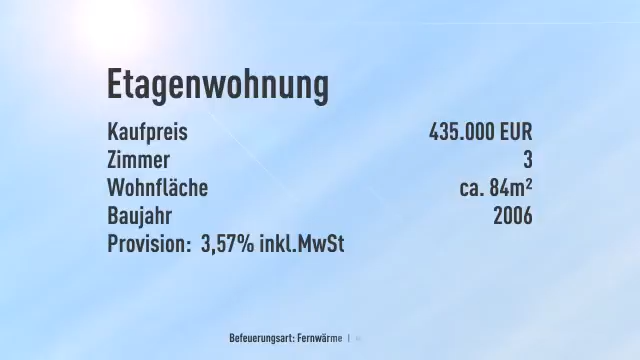 Etagenwohnung
Kaufpreis 435.000 EUR
Zimmer 3
Wohnfläche ca. 84m²
Baujahr 2006
Provision: 3,57% inkl.MwSt
Befeuerungsart: Fernwärme |